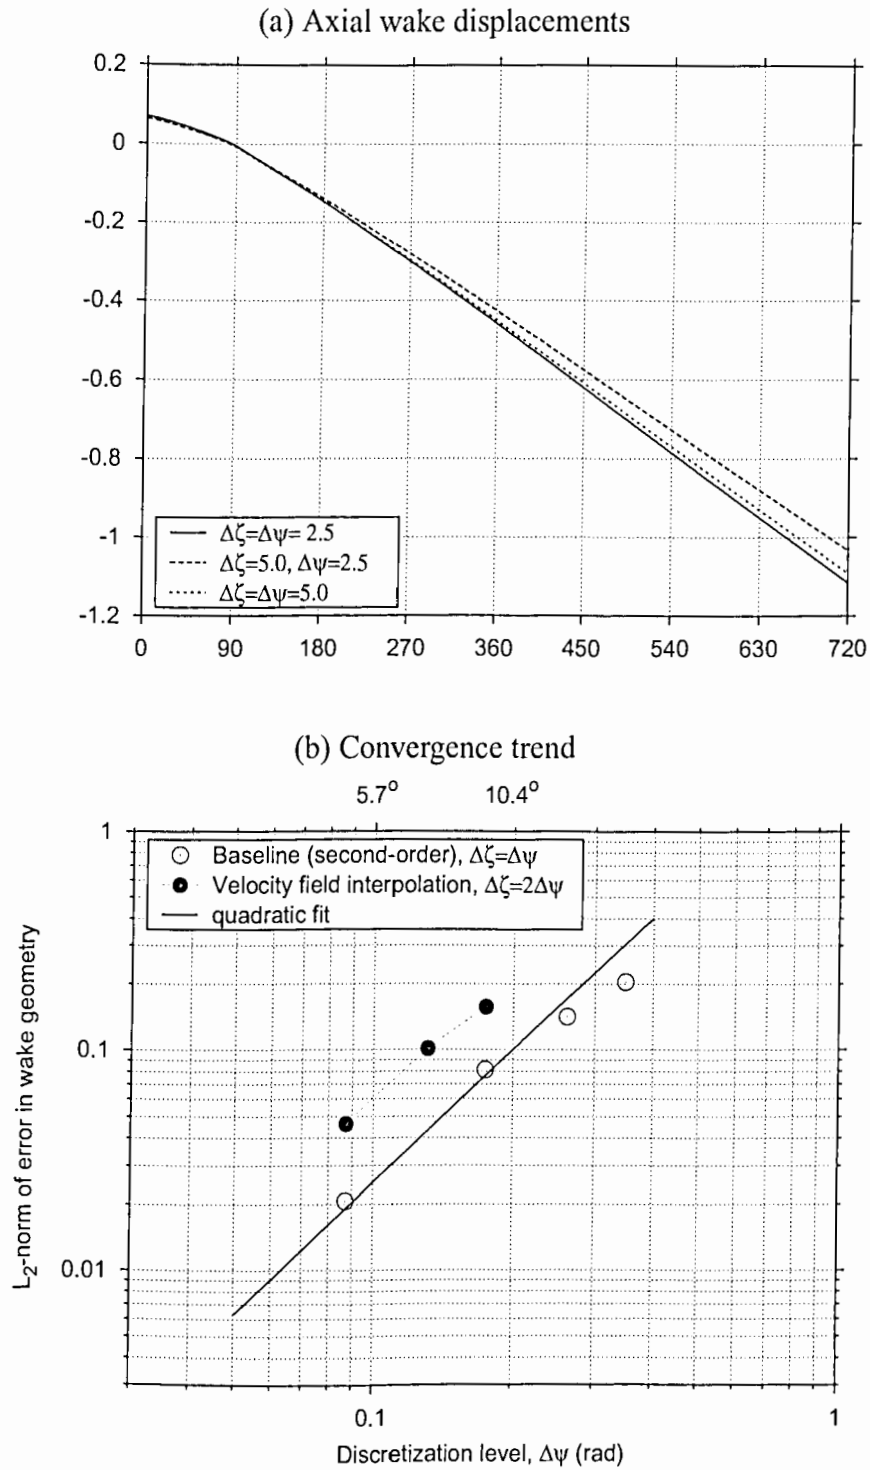 (a) Axial wake displacements
0.2
0
-0.2
-0.4
-0.6
-0.8
-1
-1.2
Δζ=Δψ= 2.5
Δζ=5.0, Δψ=2.5
Δζ=Δψ=5.0
0 90 180 270 360 450 540 630 720
(b) Convergence trend
5.7° 10.4°
1
Baseline (second-order), Δζ=Δψ
Velocity field interpolation, Δζ=2Δψ
quadratic fit
L₂-norm of error in wake geometry
0.1
0.01
0.1 1
Discretization level, Δψ (rad)